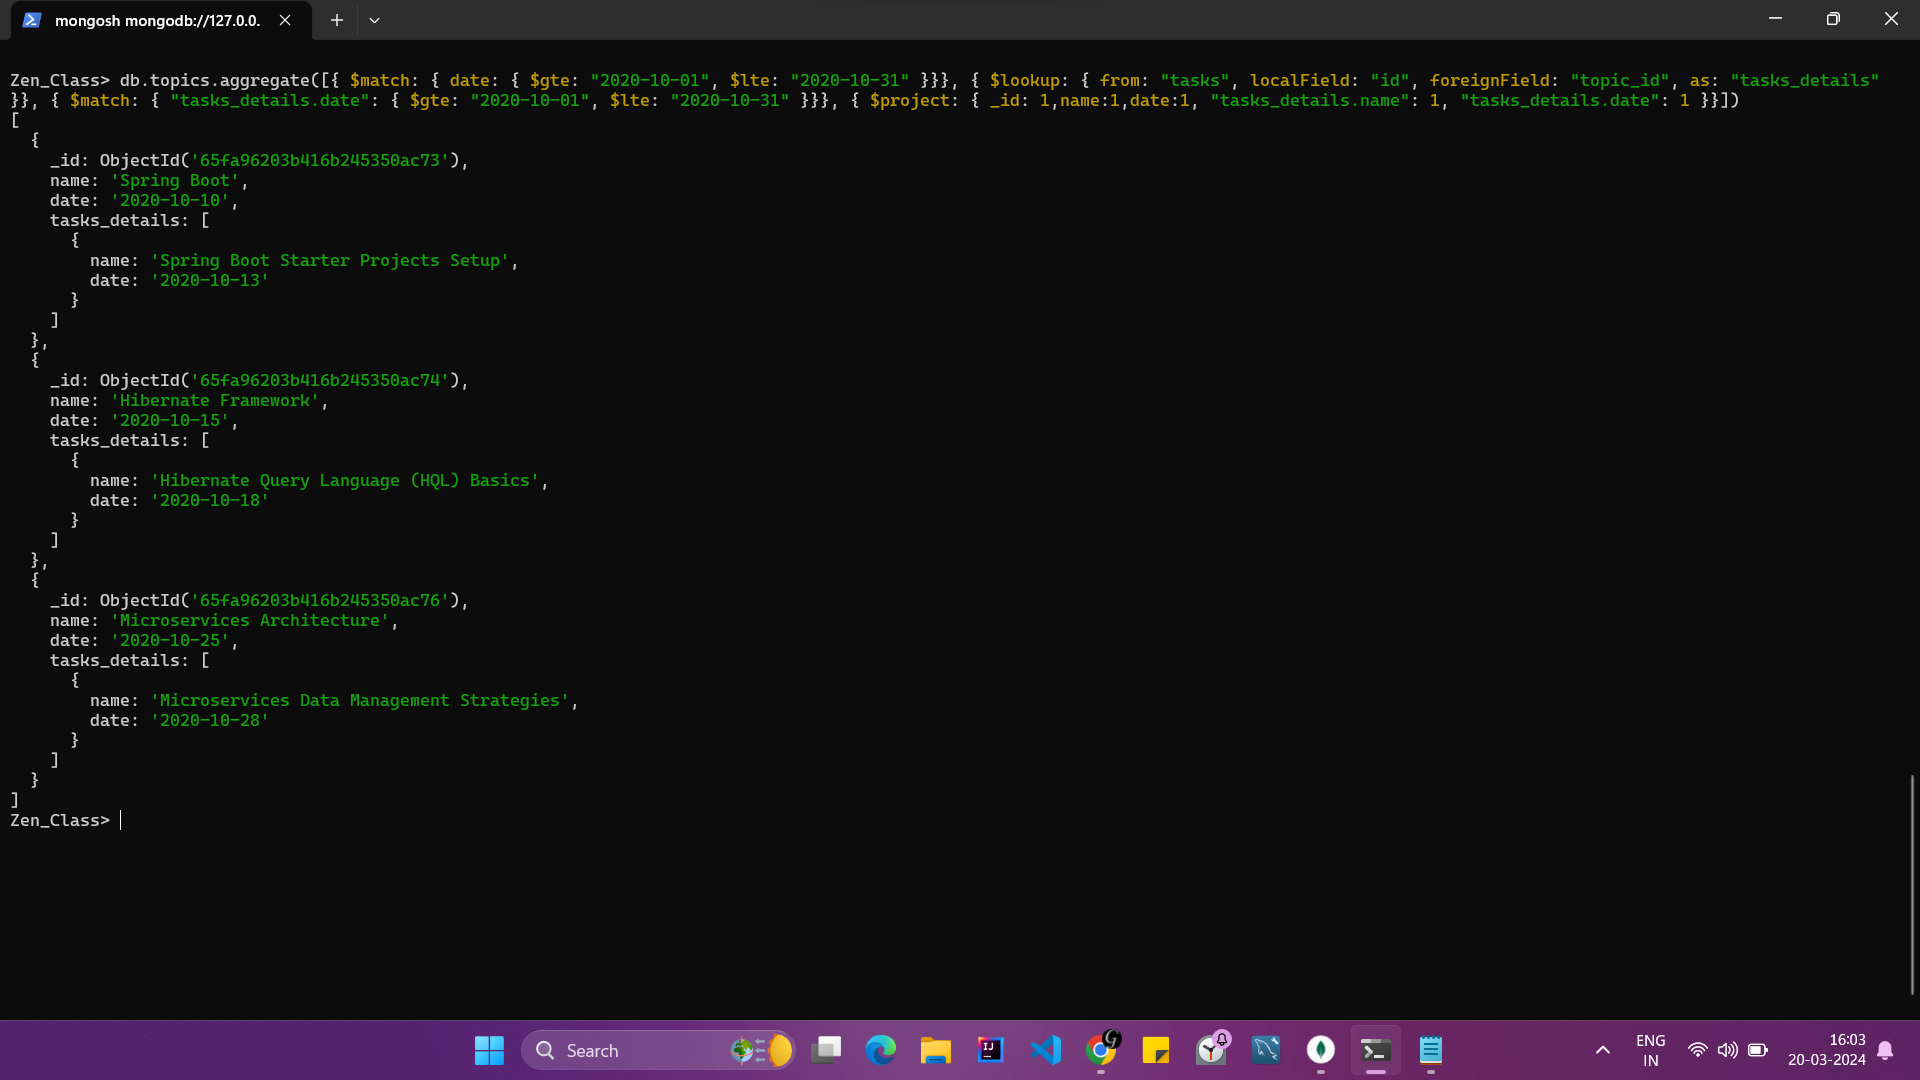 mongosh mongodb://127.0.0.
Zen_Class> db.topics.aggregate([{ $match: { date: { $gte: "2020-10-01", $lte: "2020-10-31" }}}, { $lookup: { from: "tasks", localField: "id", foreignField: "topic_id", as: "tasks_details"
}}, { $match: { "tasks_details.date": { $gte: "2020-10-01", $lte: "2020-10-31" }}}, { $project: { _id: 1,name:1,date:1, "tasks_details.name": 1, "tasks_details.date": 1 }}])
[
  {
    _id: ObjectId('65fa96203b416b245350ac73'),
    name: 'Spring Boot',
    date: '2020-10-10',
    tasks_details: [
      {
        name: 'Spring Boot Starter Projects Setup',
        date: '2020-10-13'
      }
    ]
  },
  {
    _id: ObjectId('65fa96203b416b245350ac74'),
    name: 'Hibernate Framework',
    date: '2020-10-15',
    tasks_details: [
      {
        name: 'Hibernate Query Language (HQL) Basics',
        date: '2020-10-18'
      }
    ]
  },
  {
    _id: ObjectId('65fa96203b416b245350ac76'),
    name: 'Microservices Architecture',
    date: '2020-10-25',
    tasks_details: [
      {
        name: 'Microservices Data Management Strategies',
        date: '2020-10-28'
      }
    ]
  }
]
Zen_Class>
Search
ENG
IN
16:03
20-03-2024